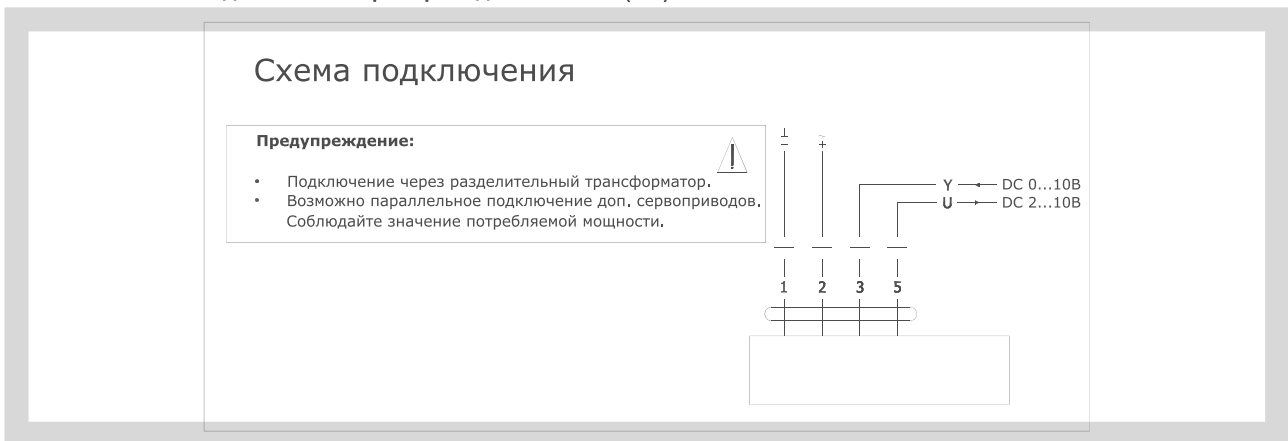 Схема подключения
Предупреждение:
• Подключение через разделительный трансформатор.
• Возможно параллельное подключение доп. сервоприводов.
Соблюдайте значение потребляемой мощности.
⊥ ~
− +
Y DC 0...10В
U DC 2...10В
1 2 3 5